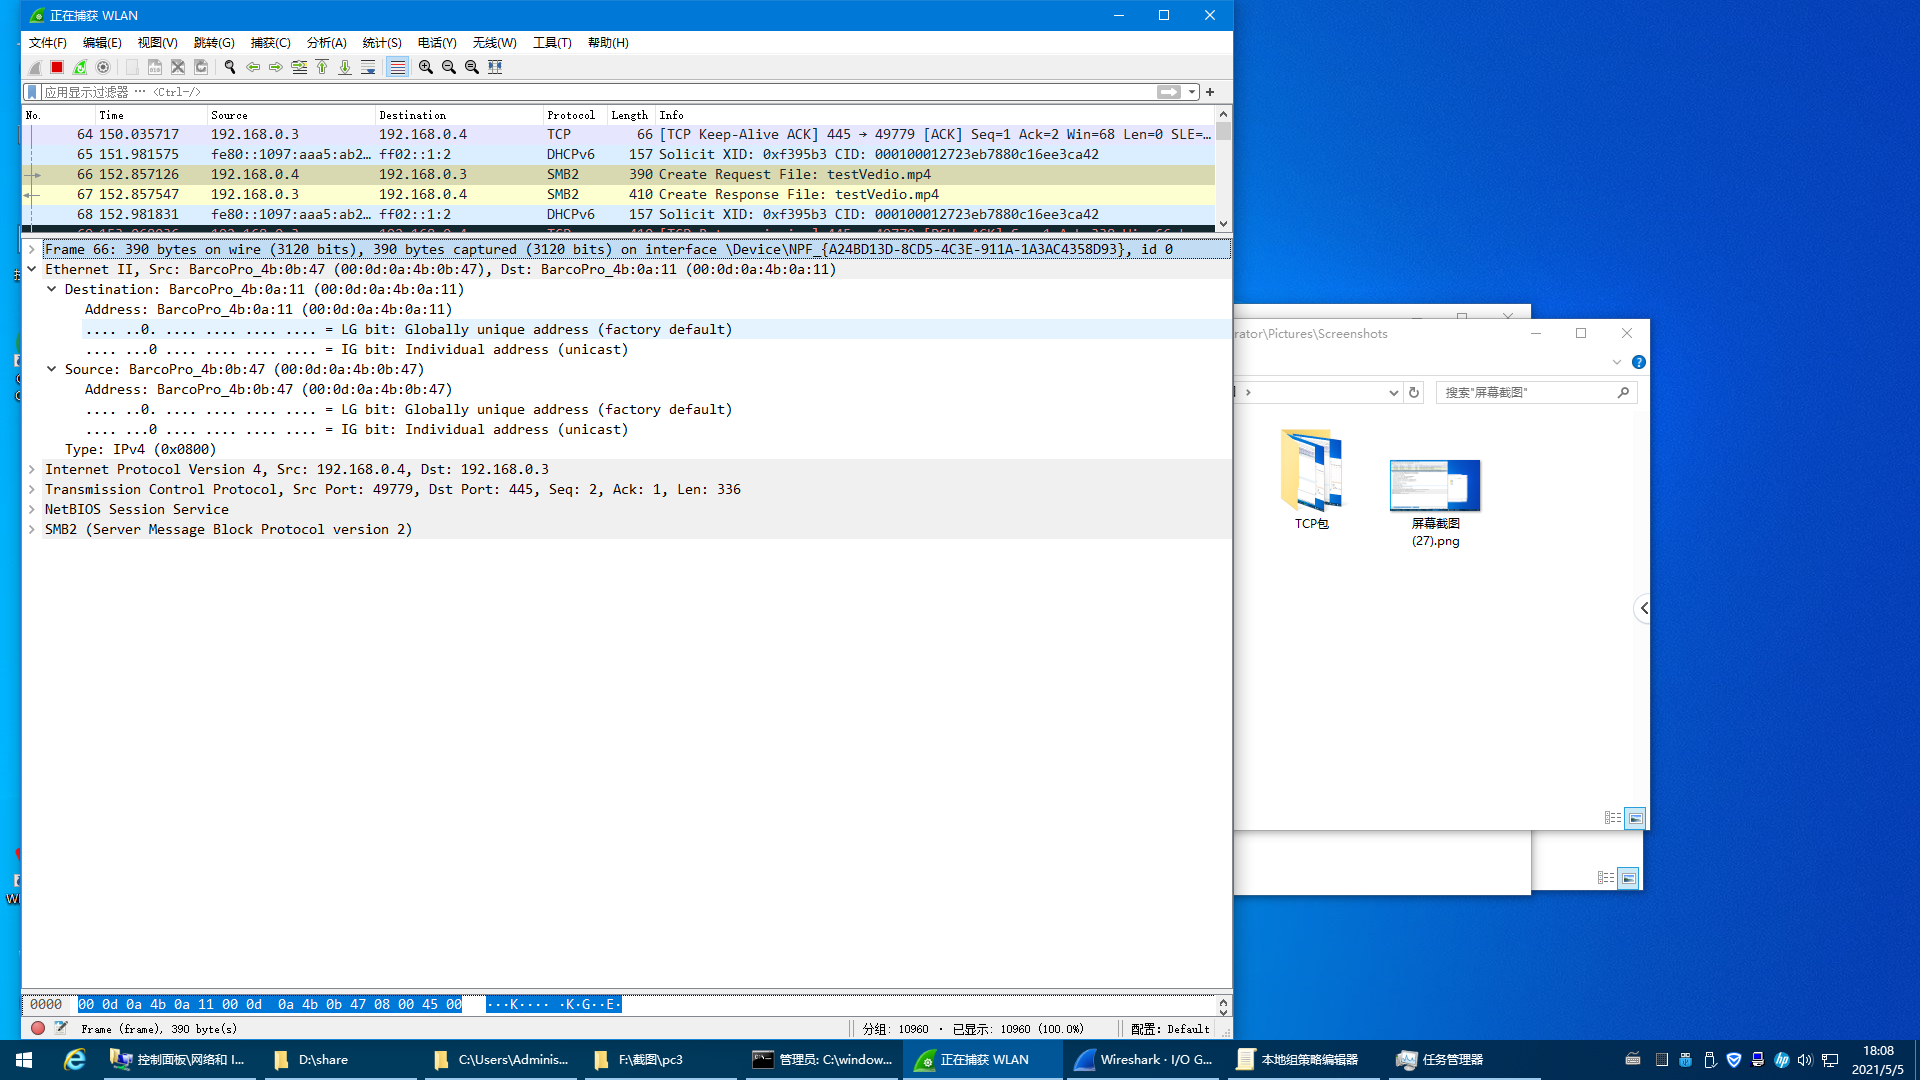 正在捕获 WLAN
文件(F) 编辑(E) 视图(V) 跳转(G) 捕获(C) 分析(A) 统计(S) 电话(Y) 无线(W) 工具(T) 帮助(H)
应用显示过滤器 … <Ctrl-/>
No. Time Source Destination Protocol Length Info
64 150.035717 192.168.0.3 192.168.0.4 TCP 66 [TCP Keep-Alive ACK] 445 → 49779 [ACK] Seq=1 Ack=2 Win=68 Len=0 SLE=…
65 151.981575 fe80::1097:aaa5:ab2… ff02::1:2 DHCPv6 157 Solicit XID: 0xf395b3 CID: 000100012723eb7880c16ee3ca42
66 152.857126 192.168.0.4 192.168.0.3 SMB2 390 Create Request File: testVedio.mp4
67 152.857547 192.168.0.3 192.168.0.4 SMB2 410 Create Response File: testVedio.mp4
68 152.981831 fe80::1097:aaa5:ab2… ff02::1:2 DHCPv6 157 Solicit XID: 0xf395b3 CID: 000100012723eb7880c16ee3ca42
Frame 66: 390 bytes on wire (3120 bits), 390 bytes captured (3120 bits) on interface \Device\NPF_{A24BD13D-8CD5-4C3E-911A-1A3AC4358D93}, id 0
Ethernet II, Src: BarcoPro_4b:0b:47 (00:0d:0a:4b:0b:47), Dst: BarcoPro_4b:0a:11 (00:0d:0a:4b:0a:11)
Destination: BarcoPro_4b:0a:11 (00:0d:0a:4b:0a:11)
Address: BarcoPro_4b:0a:11 (00:0d:0a:4b:0a:11)
.... ..0. .... .... .... .... = LG bit: Globally unique address (factory default)
.... ...0 .... .... .... .... = IG bit: Individual address (unicast)
Source: BarcoPro_4b:0b:47 (00:0d:0a:4b:0b:47)
Address: BarcoPro_4b:0b:47 (00:0d:0a:4b:0b:47)
.... ..0. .... .... .... .... = LG bit: Globally unique address (factory default)
.... ...0 .... .... .... .... = IG bit: Individual address (unicast)
Type: IPv4 (0x0800)
Internet Protocol Version 4, Src: 192.168.0.4, Dst: 192.168.0.3
Transmission Control Protocol, Src Port: 49779, Dst Port: 445, Seq: 2, Ack: 1, Len: 336
NetBIOS Session Service
SMB2 (Server Message Block Protocol version 2)
0000 00 0d 0a 4b 0a 11 00 0d 0a 4b 0b 47 08 00 45 00 ···K···· ·K·G··E·
Frame (frame), 390 byte(s)
分组: 10960 · 已显示: 10960 (100.0%)
配置: Default
rator\Pictures\Screenshots
搜索"屏幕截图"
TCP包
屏幕截图
(27).png
控制面板\网络和 I...
D:\share
C:\Users\Adminis...
F:\截图\pc3
管理员: C:\window...
正在捕获 WLAN
Wireshark · I/O G...
本地组策略编辑器
任务管理器
18:08
2021/5/5